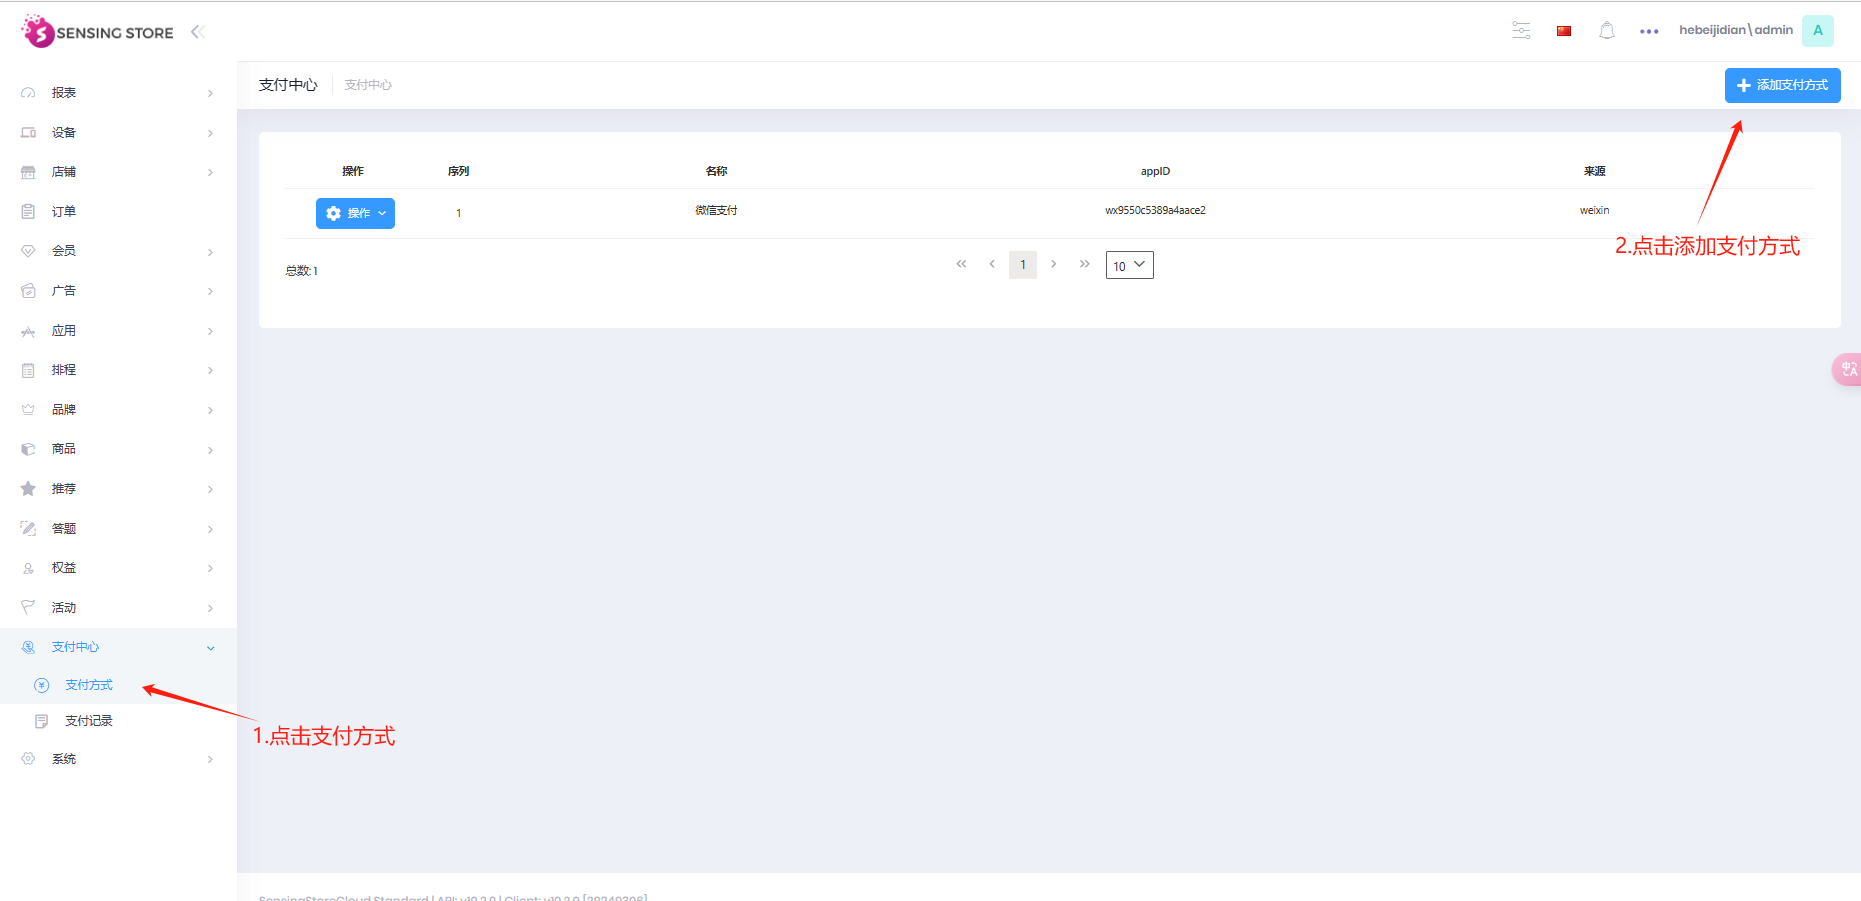 SENSING STORE
hebeijidian\admin
A
报表
设备
店铺
订单
会员
广告
应用
排程
品牌
商品
推荐
答题
权益
活动
支付中心
支付方式
支付记录
系统
支付中心
支付中心
添加支付方式
操作 序列 名称 appID 来源
操作 1 微信支付 wx9550c5389a4aace2 weixin
总数:1
1
10
2.点击添加支付方式
1.点击支付方式
中
A
SensingStoreCloud Standard | API: v10.2.0 | Client: v10.2.0 [20240306]